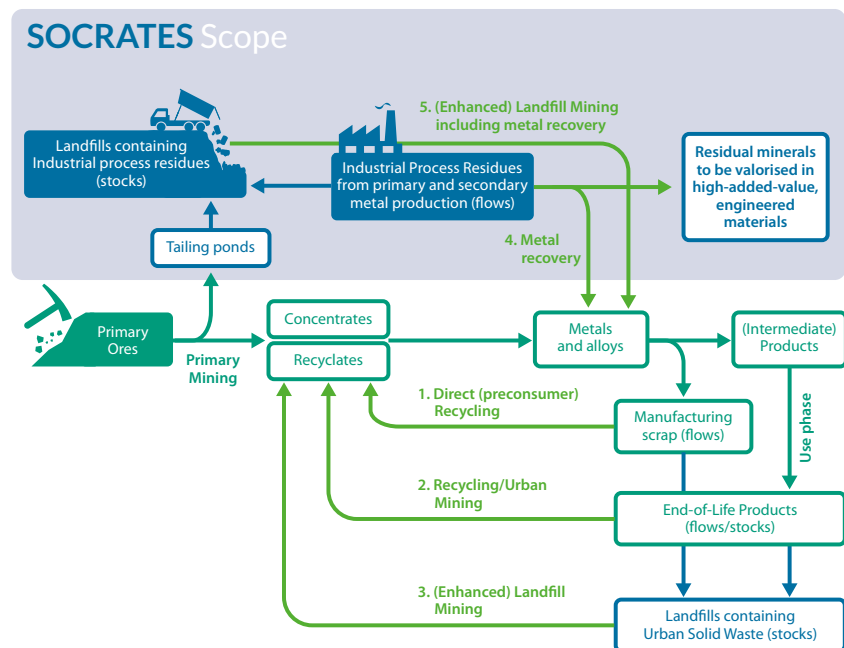 SOCRATES Scope
5. (Enhanced) Landfill Mining
including metal recovery
Landfills containing
Industrial process residues
(stocks)
Industrial Process Residues
from primary and secondary
metal production (flows)
Residual minerals
to be valorised in
high-added-value,
engineered
materials
Tailing ponds
4. Metal
recovery
Primary
Ores
Primary
Mining
Concentrates
Recyclates
Metals
and alloys
(Intermediate)
Products
1. Direct (preconsumer)
Recycling
Manufacturing
scrap (flows)
Use phase
2. Recycling/Urban
Mining
End-of-Life Products
(flows/stocks)
3. (Enhanced) Landfill
Mining
Landfills containing
Urban Solid Waste (stocks)